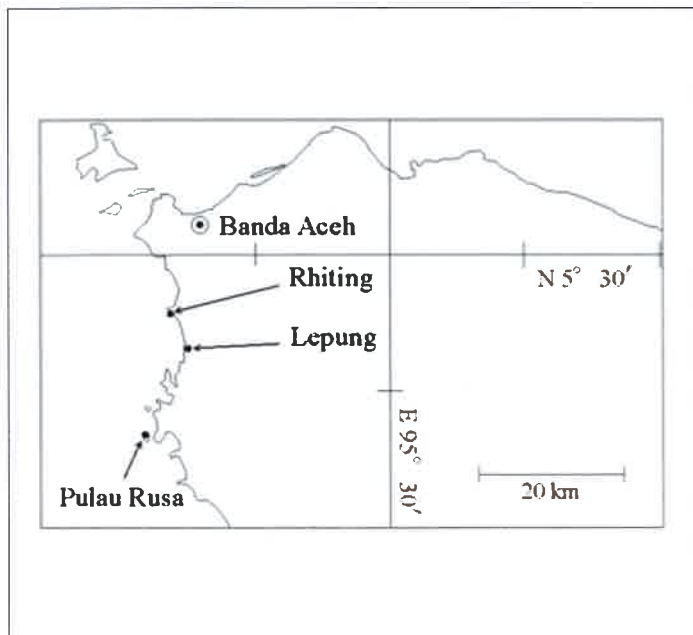 Banda Aceh
N 5° 30′
Rhiting
Lepung
E 95° 30′
Pulau Rusa
20 km